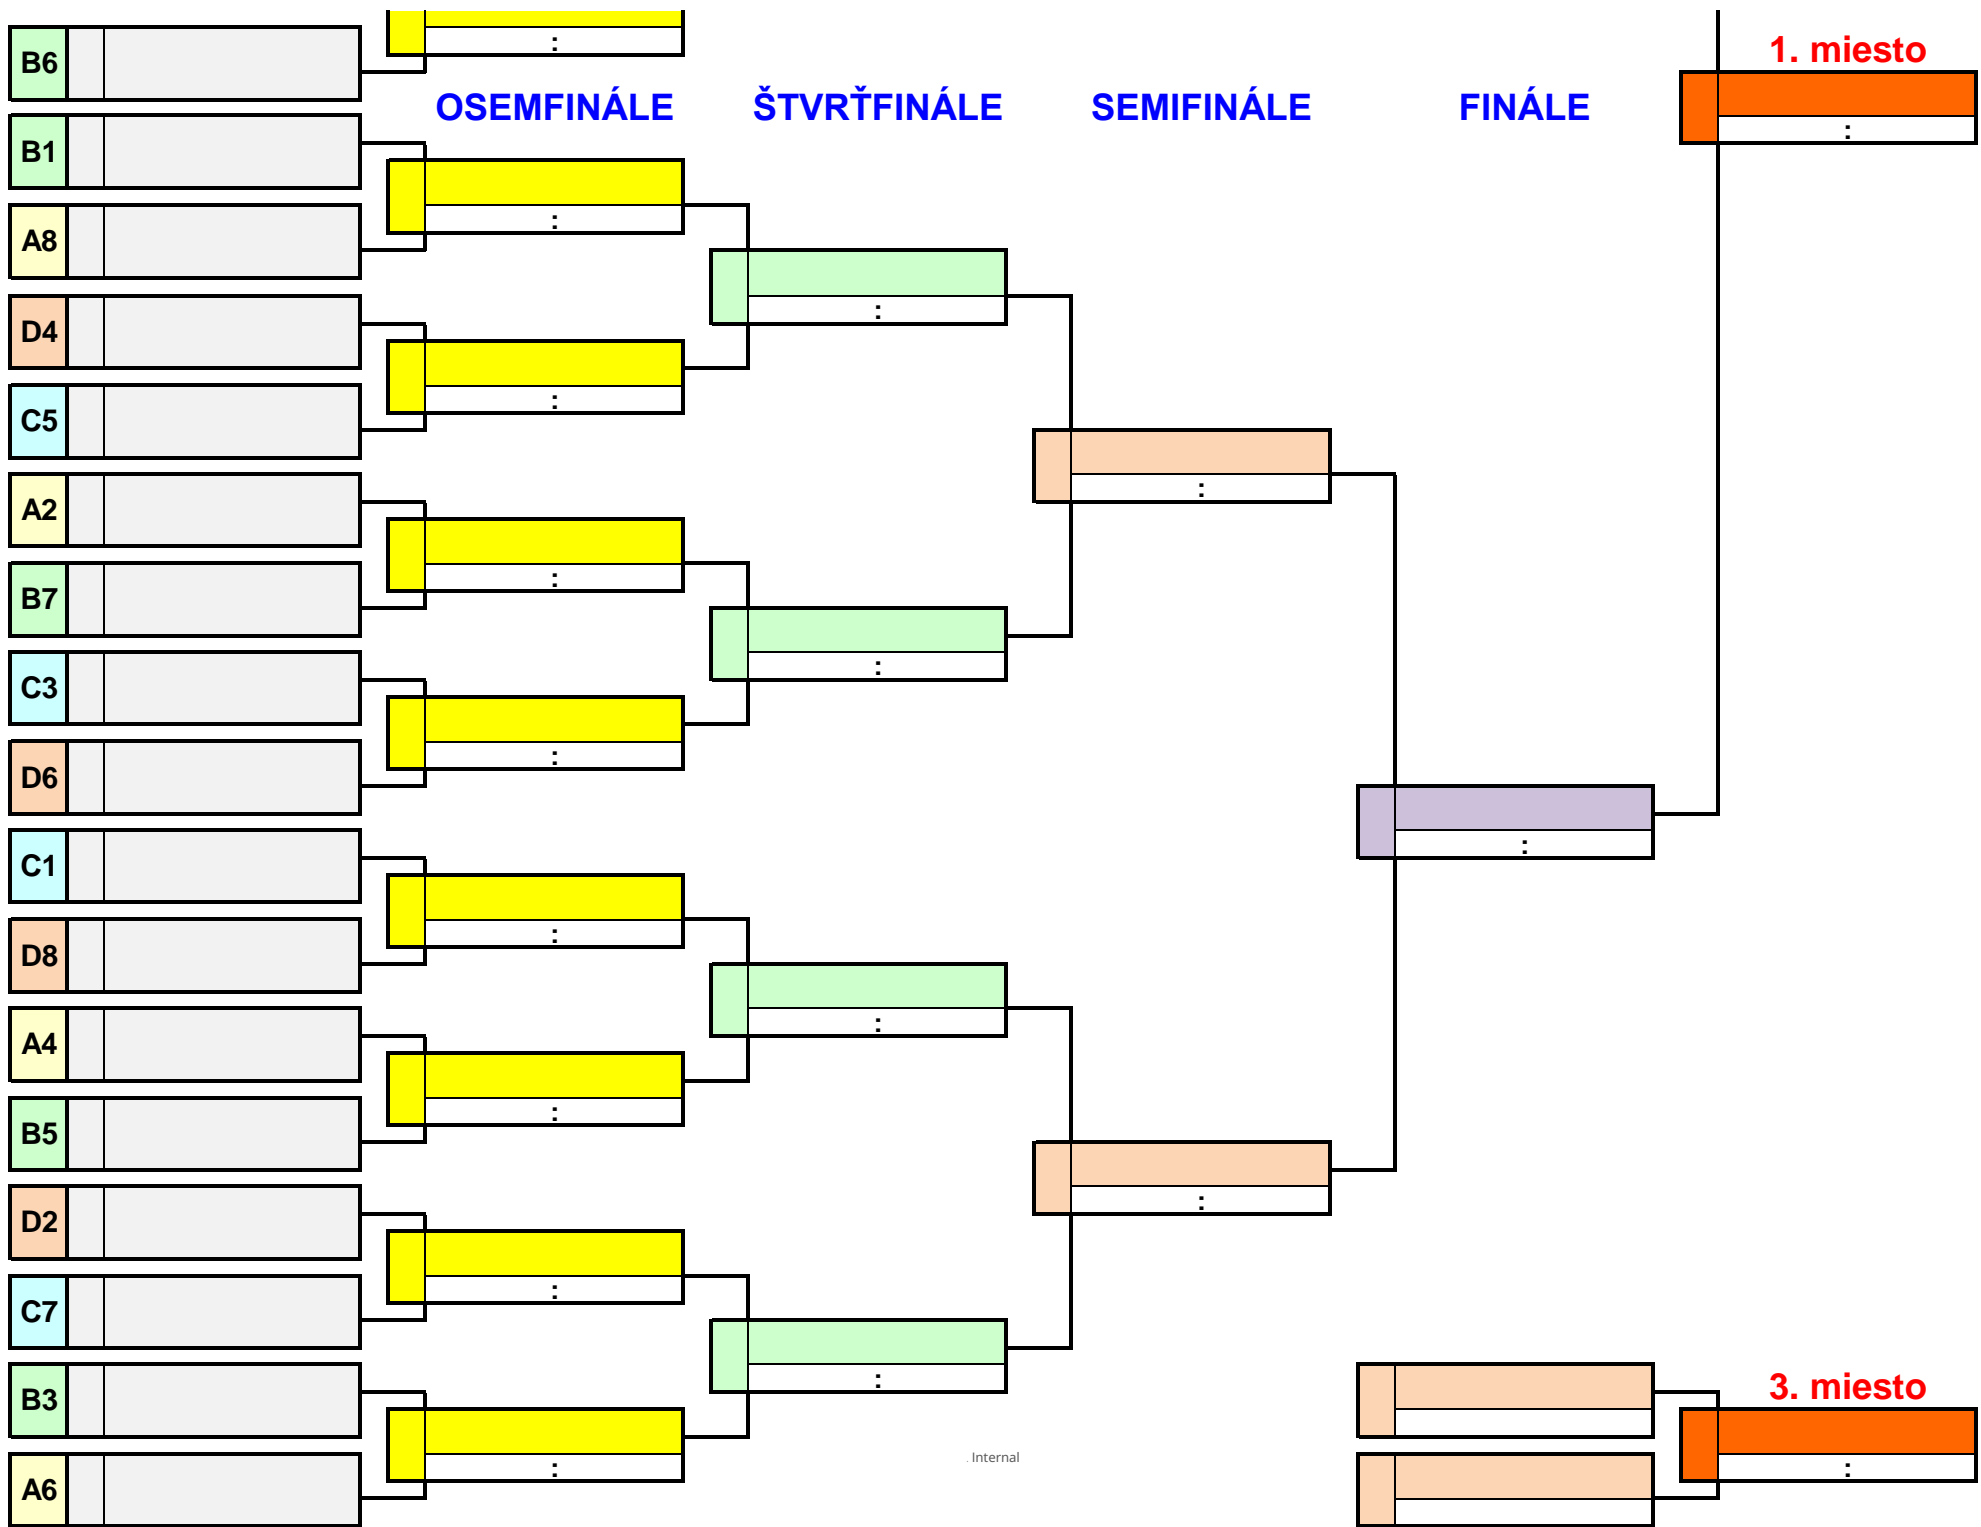 :
B6
1. miesto
OSEMFINÁLE ŠTVRŤFINÁLE SEMIFINÁLE FINÁLE
:
B1
:
A8
:
D4
:
C5
:
A2
:
B7
:
C3
:
D6
:
C1
:
D8
:
A4
:
B5
:
D2
:
C7
:
B3
3. miesto
:
. Internal
:
A6
: